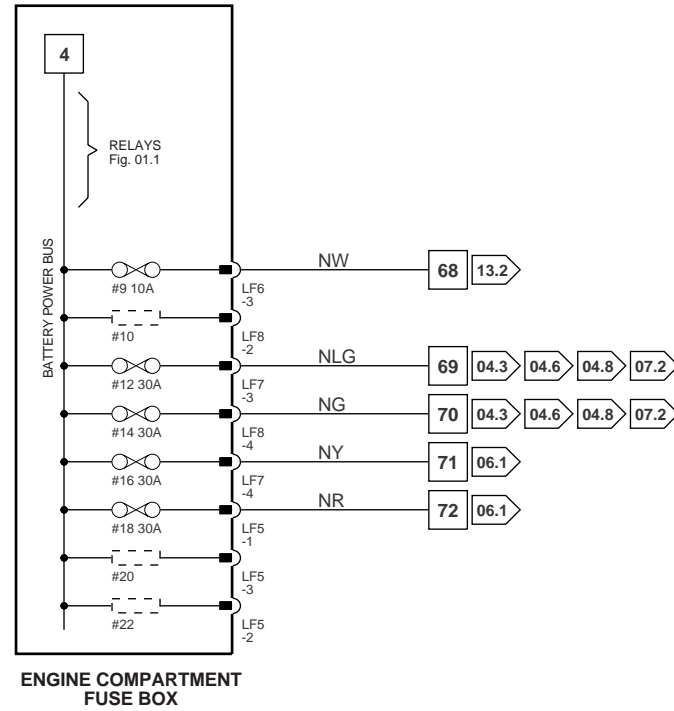 4
RELAYS
Fig. 01.1
BATTERY POWER BUS
NW
68 13.2
#9 10A
LF6
-3
#10
LF8
-2
NLG
69 04.3 04.6 04.8 07.2
#12 30A
LF7
-3
NG
70 04.3 04.6 04.8 07.2
#14 30A
LF8
-4
NY
71 06.1
#16 30A
LF7
-4
NR
72 06.1
#18 30A
LF5
-1
#20
LF5
-3
#22
LF5
-2
ENGINE COMPARTMENT
FUSE BOX